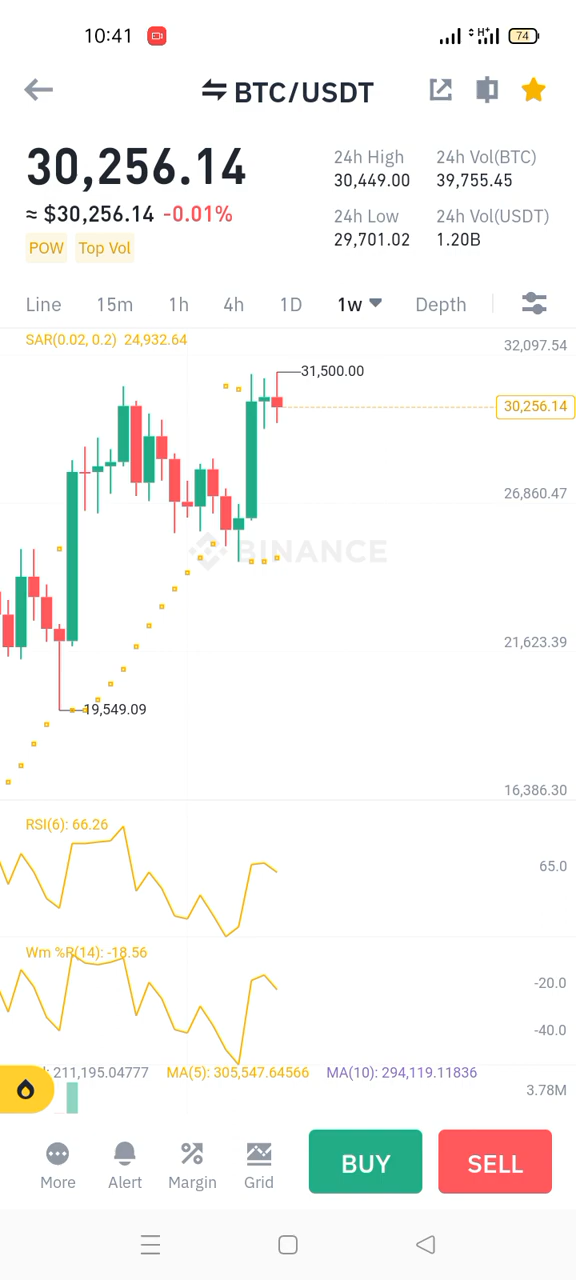 10:41
H+
74
BTC/USDT
30,256.14
≈ $30,256.14 -0.01%
POW Top Vol
24h High
30,449.00
24h Vol(BTC)
39,755.45
24h Low
29,701.02
24h Vol(USDT)
1.20B
Line 15m 1h 4h 1D 1w Depth
SAR(0.02, 0.2) 24,932.64
32,097.54
31,500.00
30,256.14
26,860.47
BINANCE
21,623.39
19,549.09
16,386.30
RSI(6): 66.26
65.0
Wm %R(14): -18.56
-20.0
-40.0
211,195.04777 MA(5): 305,547.64566 MA(10): 294,119.11836
3.78M
More Alert Margin Grid
BUY SELL